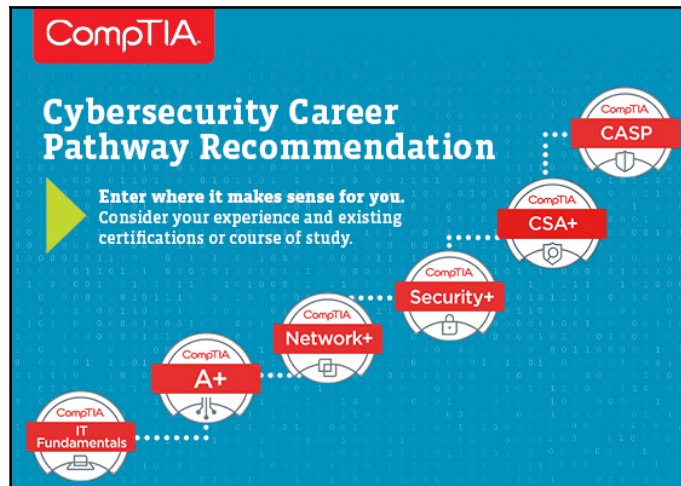 CompTIA.
Cybersecurity Career
Pathway Recommendation
Enter where it makes sense for you.
Consider your experience and existing
certifications or course of study.
CompTIA
CASP
CompTIA
CSA+
CompTIA
Security+
CompTIA
Network+
CompTIA
A+
CompTIA
IT
Fundamentals